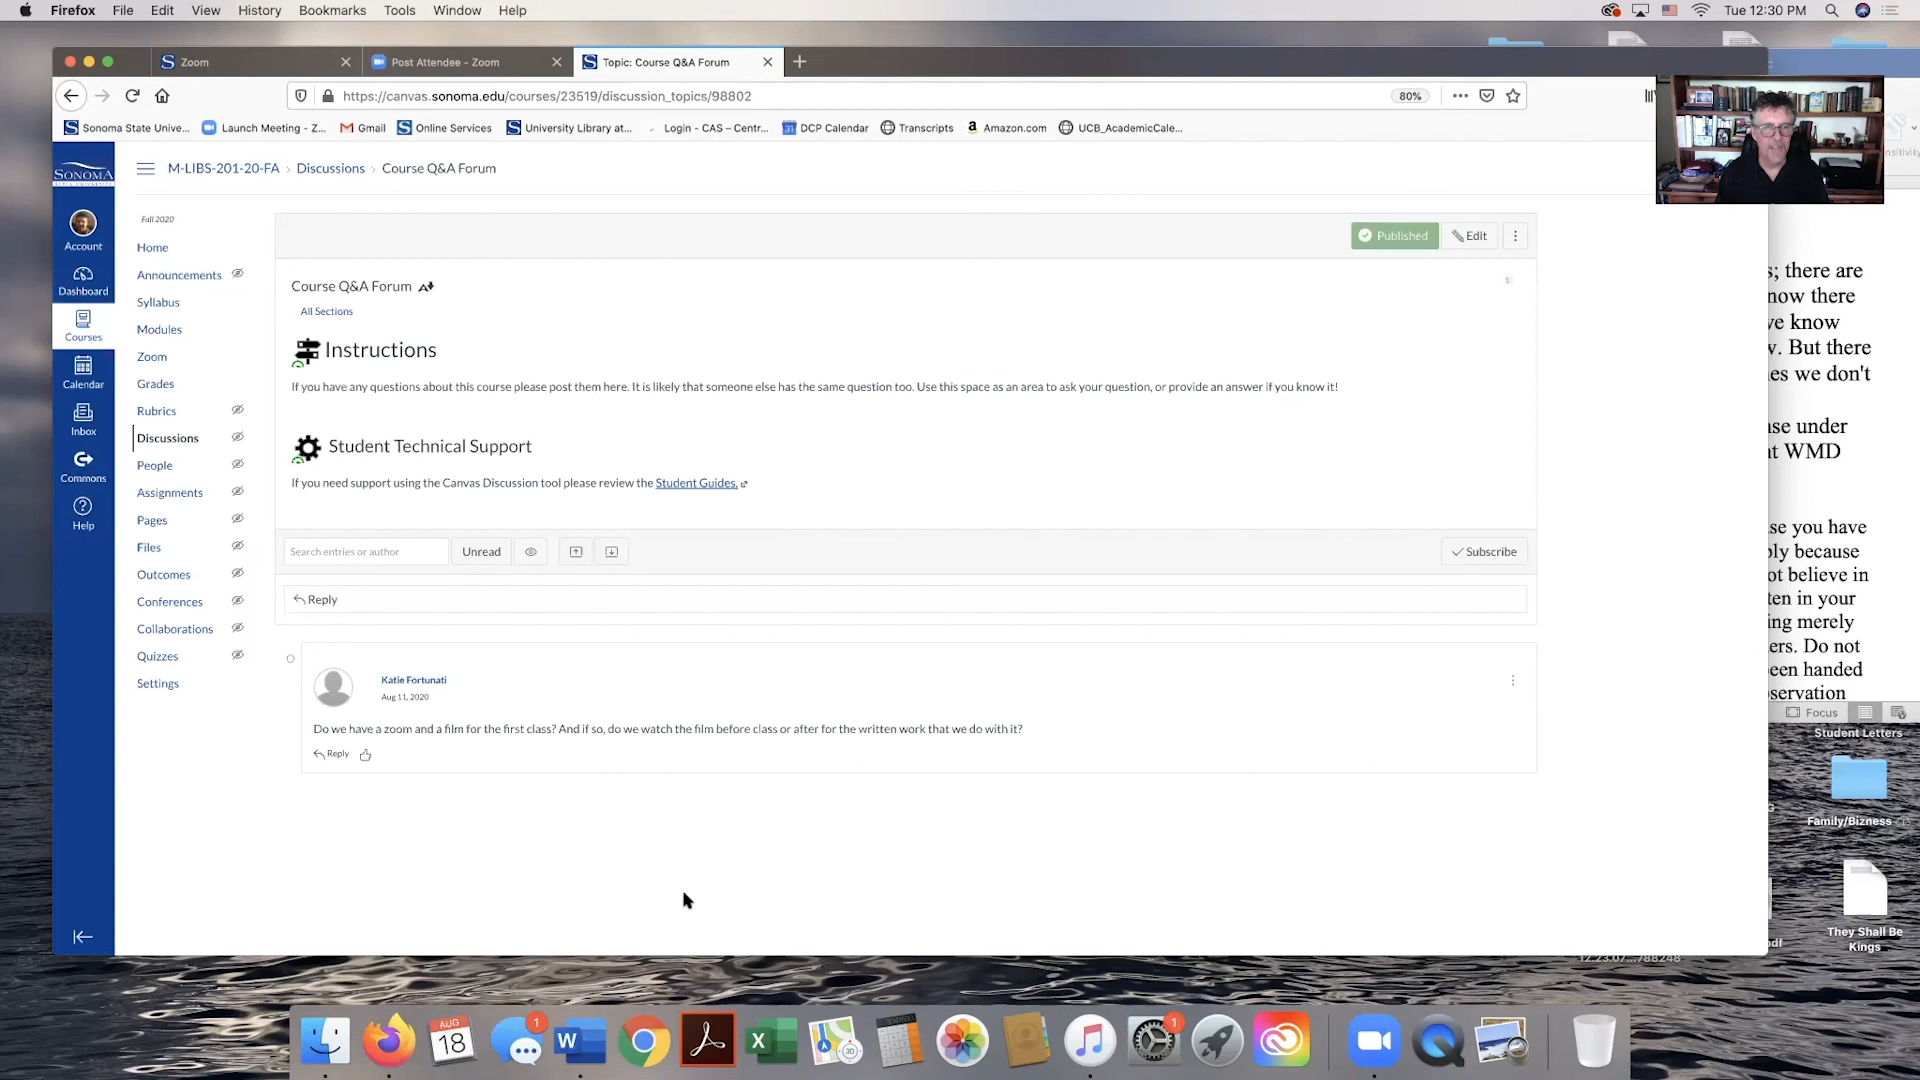 Firefox File Edit View History Bookmarks Tools Window Help
Tue 12:30 PM
Zoom
Post Attendee - Zoom
Topic: Course Q&A Forum
https://canvas.sonoma.edu/courses/23519/discussion_topics/98802
80%
Sonoma State Unive...
Launch Meeting - Z...
Gmail
Online Services
University Library at...
Login - CAS – Centr...
DCP Calendar
Transcripts
Amazon.com
UCB_AcademicCale...
SONOMA
M-LIBS-201-20-FA › Discussions › Course Q&A Forum
Account
Dashboard
Courses
Calendar
Inbox
Commons
Help
Fall 2020
Home
Announcements
Syllabus
Modules
Zoom
Grades
Rubrics
Discussions
People
Assignments
Pages
Files
Outcomes
Conferences
Collaborations
Quizzes
Settings
Published
Edit
Course Q&A Forum
1
All Sections
Instructions
If you have any questions about this course please post them here. It is likely that someone else has the same question too. Use this space as an area to ask your question, or provide an answer if you know it!
Student Technical Support
If you need support using the Canvas Discussion tool please review the Student Guides.
Search entries or author
Unread
Subscribe
Reply
Katie Fortunati
Aug 11, 2020
Do we have a zoom and a film for the first class? And if so, do we watch the film before class or after for the written work that we do with it?
Reply
s; there are
now there
ve know
v. But there
es we don't
se under
at WMD
se you have
bly because
ot believe in
ten in your
ing merely
ers. Do not
een handed
servation
Focus
Student Letters
Family/Bizness
They Shall Be
Kings
12.23.07...788248
AUG
18
1
1